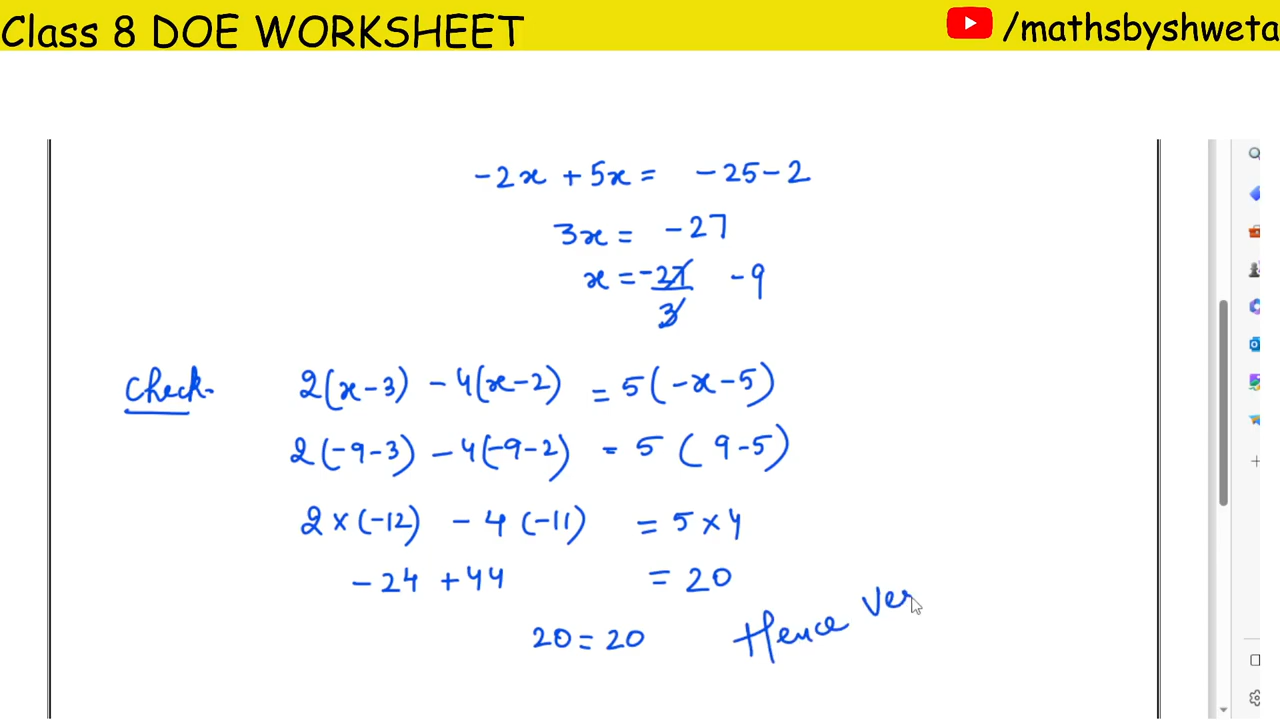 Class 8 DOE WORKSHEET
/mathsbyshweta
-2x + 5x = -25-2
3x = -27
x = -27/3 -9
Check.
2(x-3) - 4(x-2) = 5(-x-5)
2(-9-3) - 4(-9-2) = 5(9-5)
2×(-12) - 4(-11) = 5×4
-24 +44 = 20
20 = 20 Hence Ver